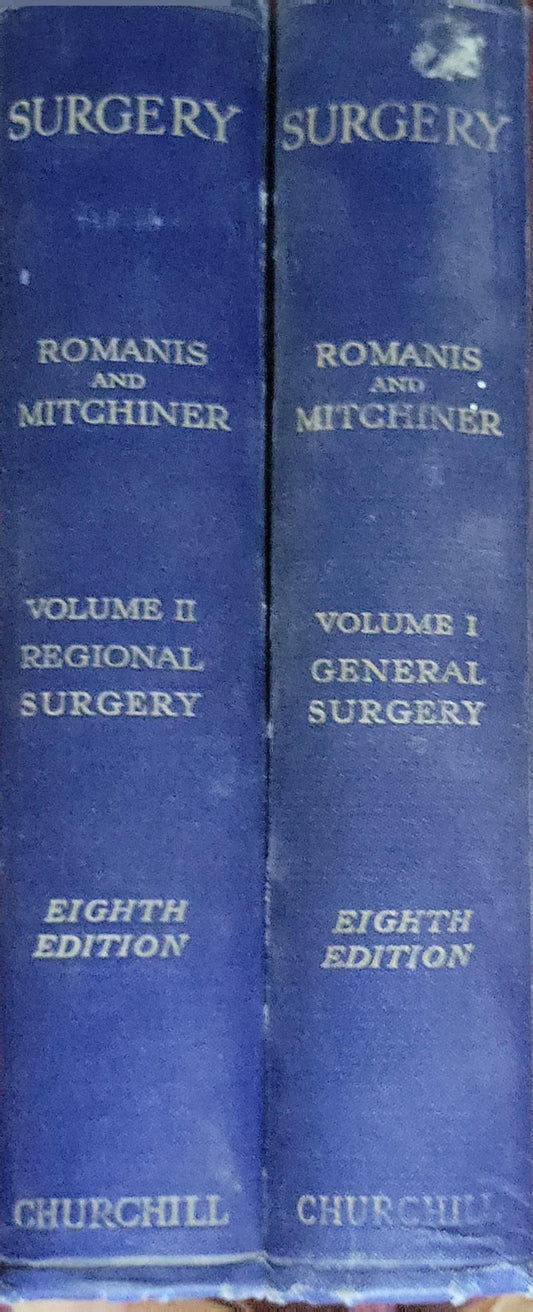 SURGERY
ROMANIS
AND
MITCHINER
VOLUME II
REGIONAL
SURGERY
EIGHTH
EDITION
CHURCHILL
SURGERY
ROMANIS
AND
MITCHINER
VOLUME I
GENERAL
SURGERY
EIGHTH
EDITION
CHURCHILL